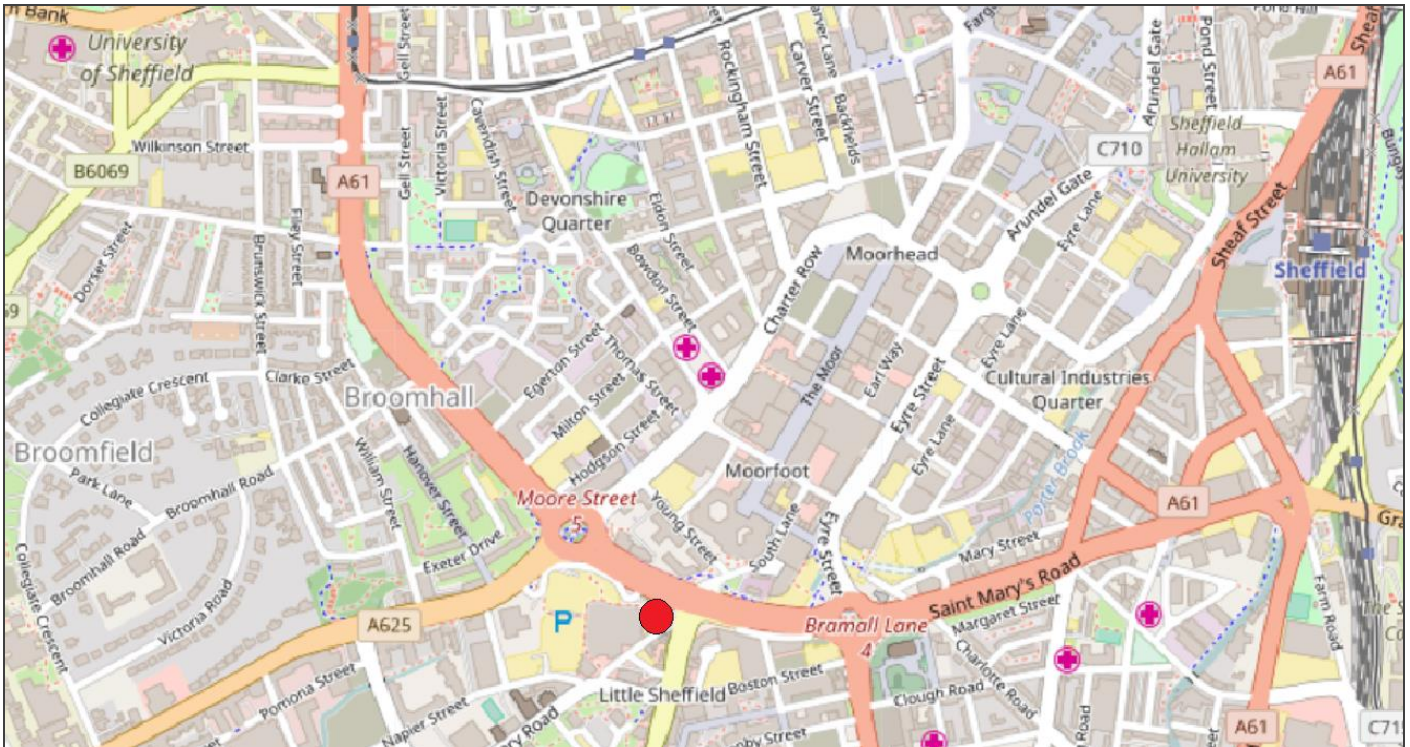 Bank
University
of Sheffield
B6069
Wilkinson Street
A61
Gell Street
Gell Street
Victoria Street
Cavendish Street
Rockingham Street
Carver Lane
Carver Street
Backfields
Arundel Gate
Pond Street
Pond Hill
Sheaf
A61
C710
Sheffield
Hallam
University
Devonshire
Quarter
Eldon Street
Bowdon Street
Moorhead
Arundel Gate
Eyre Lane
Sheaf Street
Sheffield
Dorser Street
Filey Street
Brunswick Street
Charter Row
Egerton Street
Thomas Street
Milton Street
Hodgson Street
The Moor
Earl Way
Eyre Street
Eyre Lane
Eyre Lane
Cultural Industries
Quarter
Porter Brook
Collegiate Crescent
Clarke Street
Broomhall
Broomfield
Park Lane
Broomhall Road
William Street
Hanover Street
Moore Street
5
Moorfoot
A61
Young Street
South Lane
Eyre Street
Mary Street
Exeter Drive
Broomhall Road
Victoria Road
Collegiate Crescent
A625
P
Saint Mary's Road
Margaret Street
Bramall Lane
4
Farm Road
Charlotte Road
Clough Road
Little Sheffield
Boston Street
Pomona Street
Napier Street
Road
A61